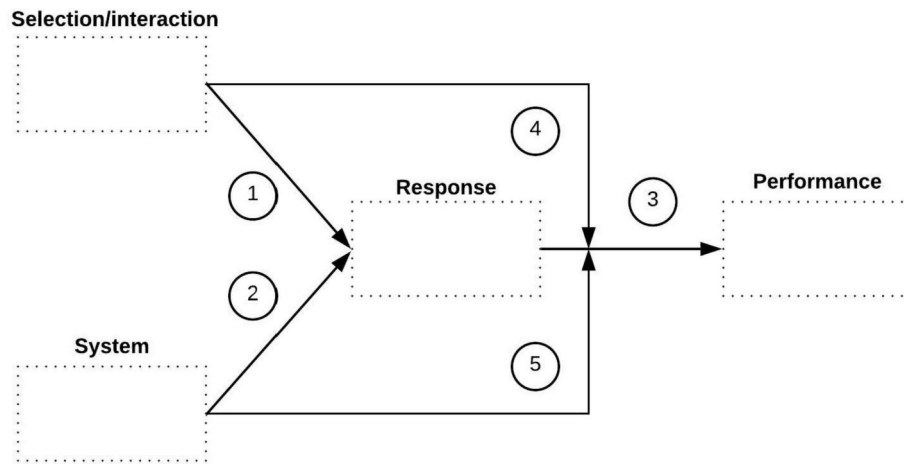 Selection/interaction
4
1
Response
3
Performance
2
System
5